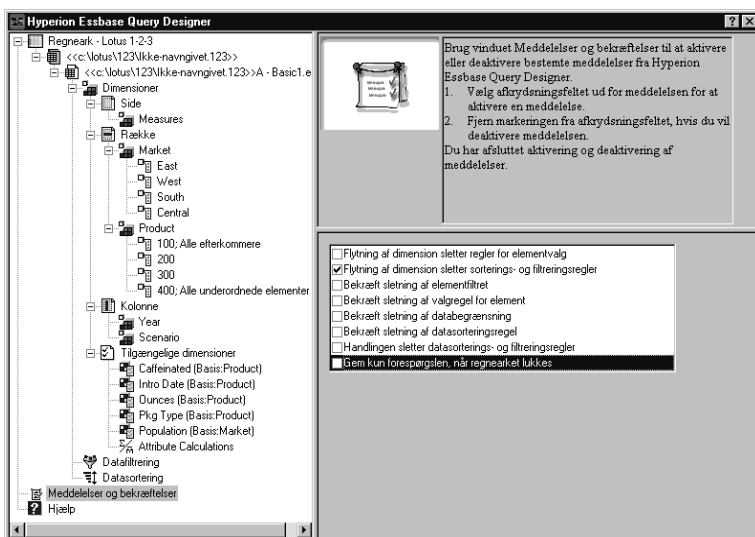 Hyperion Essbase Query Designer
Regneark - Lotus 1-2-3
<<c:\lotus\123\Ikke-navngivet.123>>
<<c:\lotus\123\Ikke-navngivet.123>>A - Basic1.e
Dimensioner
Side
Measures
Række
Market
East
West
South
Central
Product
100; Alle efterkommere
200
300
400; Alle underordnede elementer
Kolonne
Year
Scenario
Tilgængelige dimensioner
Caffeinated (Basis:Product)
Intro Date (Basis:Product)
Ounces (Basis:Product)
Pkg Type (Basis:Product)
Population (Basis:Market)
Attribute Calculations
Datafiltrering
Datasortering
Meddelelser og bekræftelser
Hjælp
Brug vinduet Meddelelser og bekræftelser til at aktivere
eller deaktivere bestemte meddelelser fra Hyperion
Essbase Query Designer.
1. Vælg afkrydsningsfeltet ud for meddelelsen for at
aktivere en meddelelse.
2. Fjern markeringen fra afkrydsningsfeltet, hvis du vil
deaktivere meddelelsen.
Du har afsluttet aktivering og deaktivering af
meddelelser.
Flytning af dimension sletter regler for elementvalg
Flytning af dimension sletter sorterings- og filtreringsregler
Bekræft sletning af elementfiltret
Bekræft sletning af valgregel for element
Bekræft sletning af databegrænsning
Bekræft sletning af datasorteringsregel
Handlingen sletter datasorterings- og filtreringsregler
Gem kun forespørgslen, når regnearket lukkes